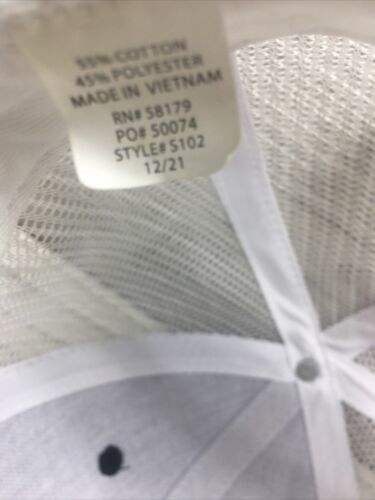 55% COTTON
45% POLYESTER
MADE IN VIETNAM
RN# 58179
PO# 50074
STYLE# S102
12/21